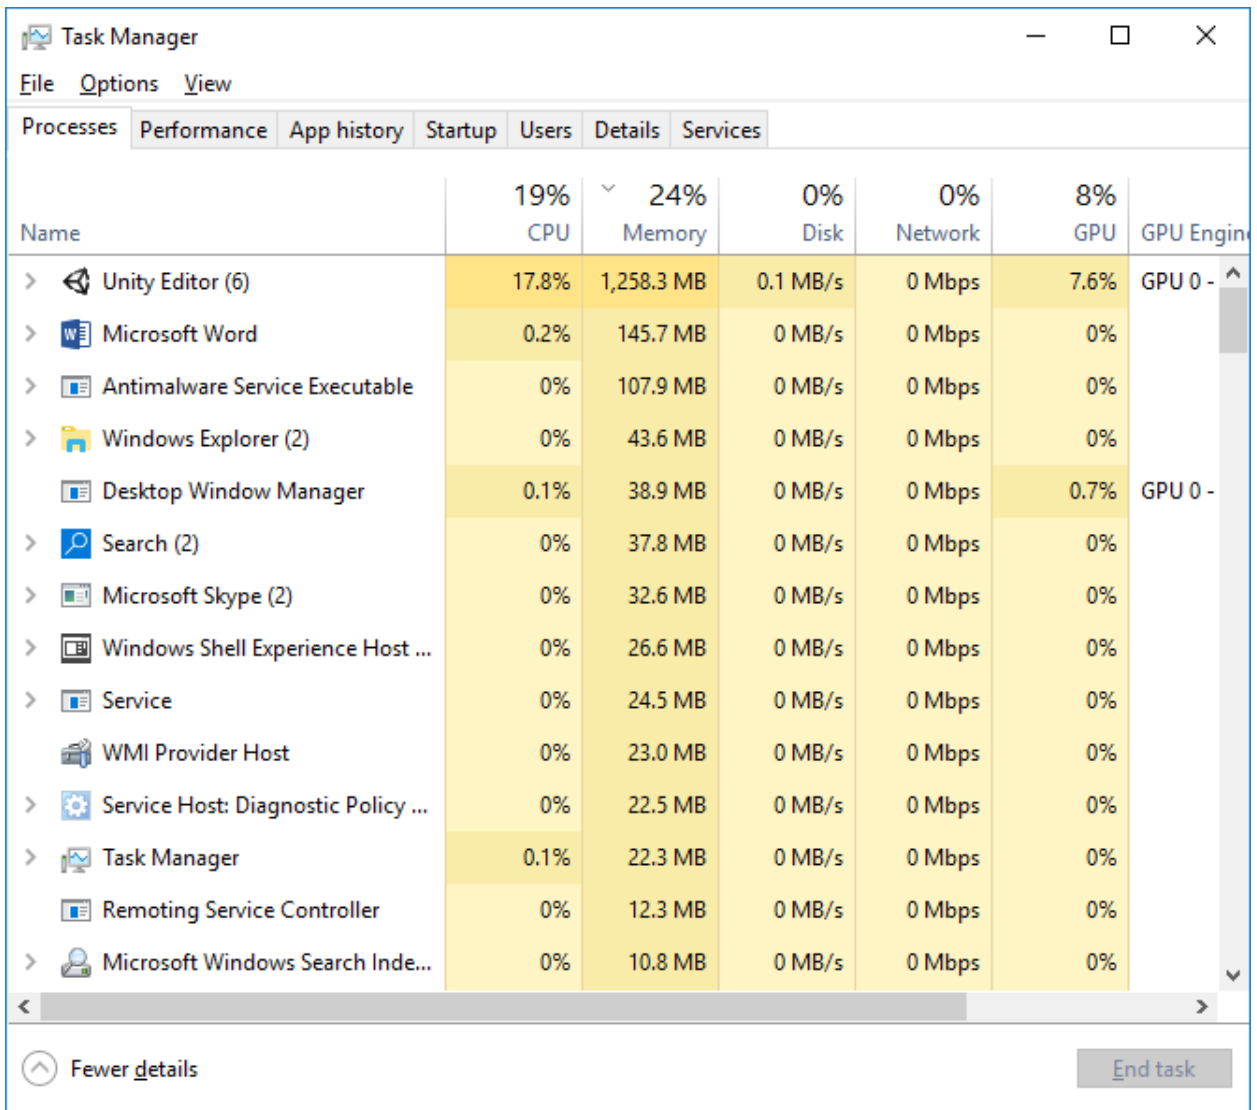 Task Manager
File Options View
Processes Performance App history Startup Users Details Services
19% 24% 0% 0% 8%
Name CPU Memory Disk Network GPU GPU Engin
Unity Editor (6) 17.8% 1,258.3 MB 0.1 MB/s 0 Mbps 7.6% GPU 0 -
Microsoft Word 0.2% 145.7 MB 0 MB/s 0 Mbps 0%
Antimalware Service Executable 0% 107.9 MB 0 MB/s 0 Mbps 0%
Windows Explorer (2) 0% 43.6 MB 0 MB/s 0 Mbps 0%
Desktop Window Manager 0.1% 38.9 MB 0 MB/s 0 Mbps 0.7% GPU 0 -
Search (2) 0% 37.8 MB 0 MB/s 0 Mbps 0%
Microsoft Skype (2) 0% 32.6 MB 0 MB/s 0 Mbps 0%
Windows Shell Experience Host ... 0% 26.6 MB 0 MB/s 0 Mbps 0%
Service 0% 24.5 MB 0 MB/s 0 Mbps 0%
WMI Provider Host 0% 23.0 MB 0 MB/s 0 Mbps 0%
Service Host: Diagnostic Policy ... 0% 22.5 MB 0 MB/s 0 Mbps 0%
Task Manager 0.1% 22.3 MB 0 MB/s 0 Mbps 0%
Remoting Service Controller 0% 12.3 MB 0 MB/s 0 Mbps 0%
Microsoft Windows Search Inde... 0% 10.8 MB 0 MB/s 0 Mbps 0%
Fewer details End task